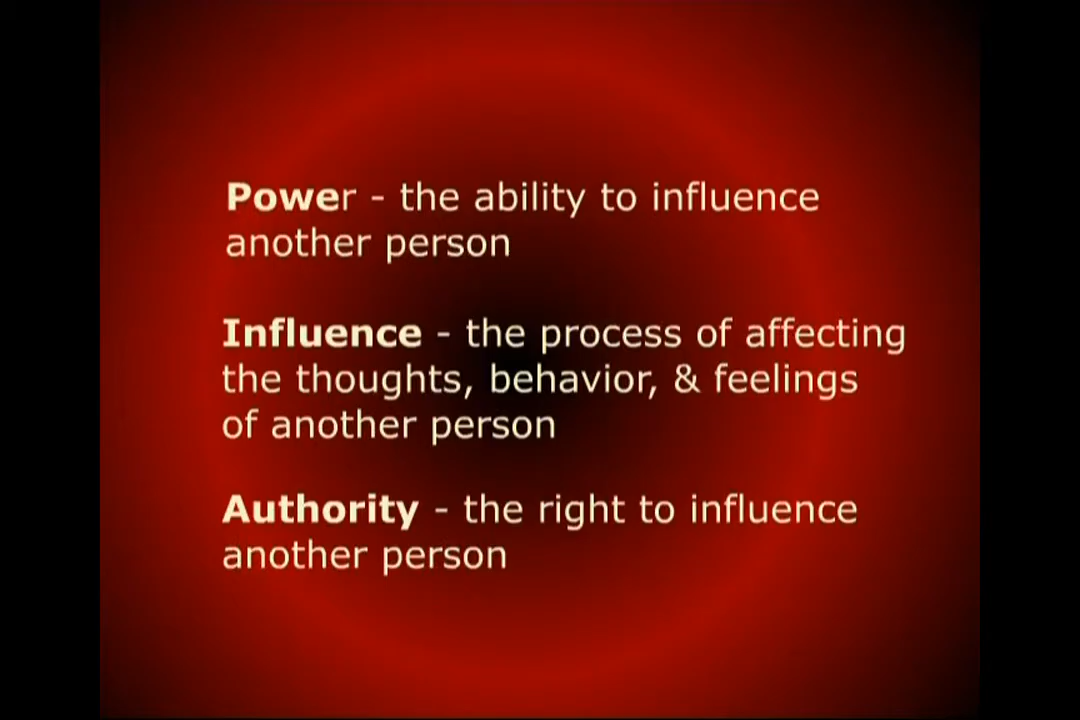 Power - the ability to influence
another person
Influence - the process of affecting
the thoughts, behavior, & feelings
of another person
Authority - the right to influence
another person